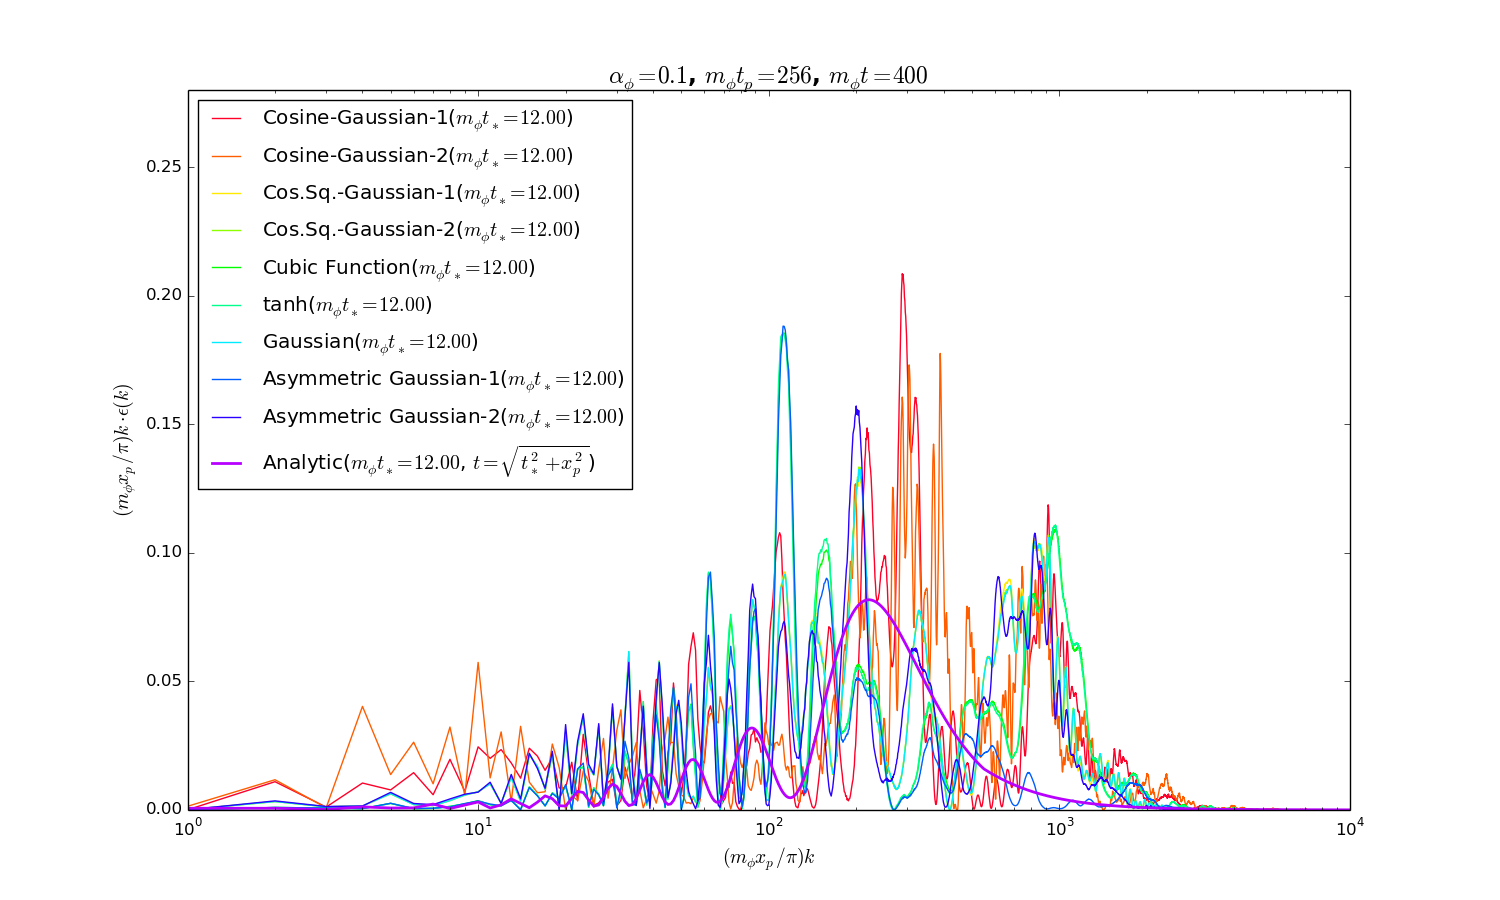 α_ϕ=0.1, m_ϕt_p=256, m_ϕt=400
Cosine-Gaussian-1(m_ϕt_*=12.00)
Cosine-Gaussian-2(m_ϕt_*=12.00)
Cos.Sq.-Gaussian-1(m_ϕt_*=12.00)
Cos.Sq.-Gaussian-2(m_ϕt_*=12.00)
Cubic Function(m_ϕt_*=12.00)
tanh(m_ϕt_*=12.00)
Gaussian(m_ϕt_*=12.00)
Asymmetric Gaussian-1(m_ϕt_*=12.00)
Asymmetric Gaussian-2(m_ϕt_*=12.00)
Analytic(m_ϕt_*=12.00, t=√(t_*^2+x_p^2))
(m_ϕx_p/π)k·ϵ(k)
0.25
0.20
0.15
0.10
0.05
0.00
10^0 10^1 10^2 10^3 10^4
(m_ϕx_p/π)k